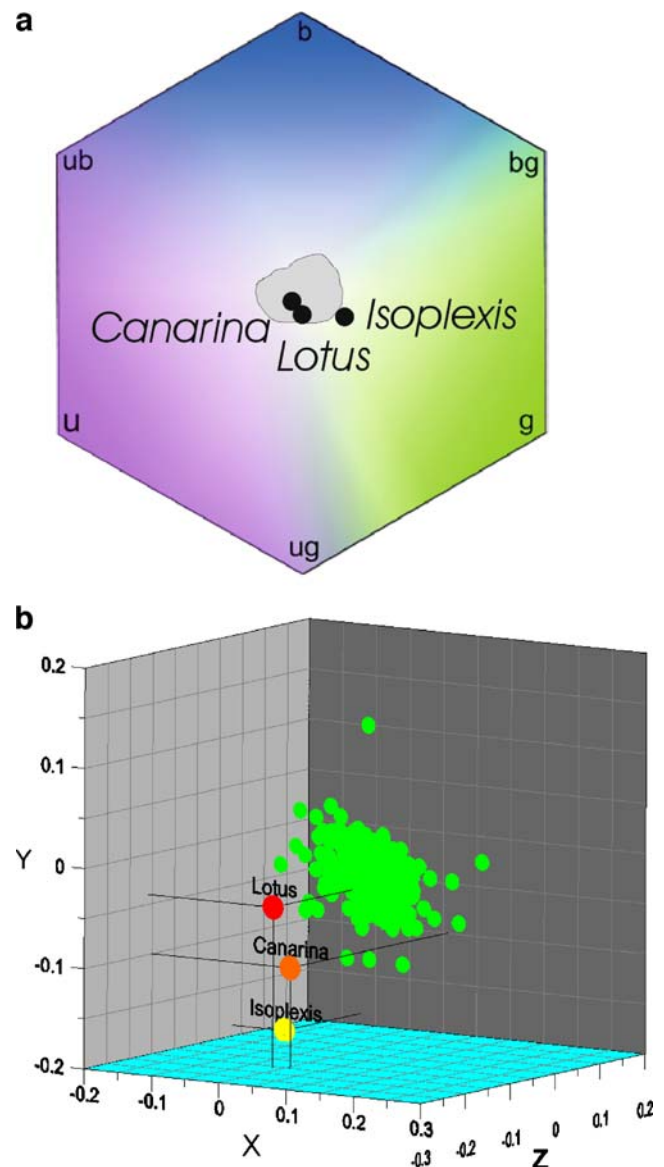 a
b
ub
bg
Canarina
Isoplexis
Lotus
u
g
ug
b
0.2
0.1
Y
0
Lotus
Canarina
-0.1
Isoplexis
-0.2
-0.2
-0.1
0
0.1
0.2
0.3
X
-0.3
-0.2
-0.1
0
0.1
0.2
Z